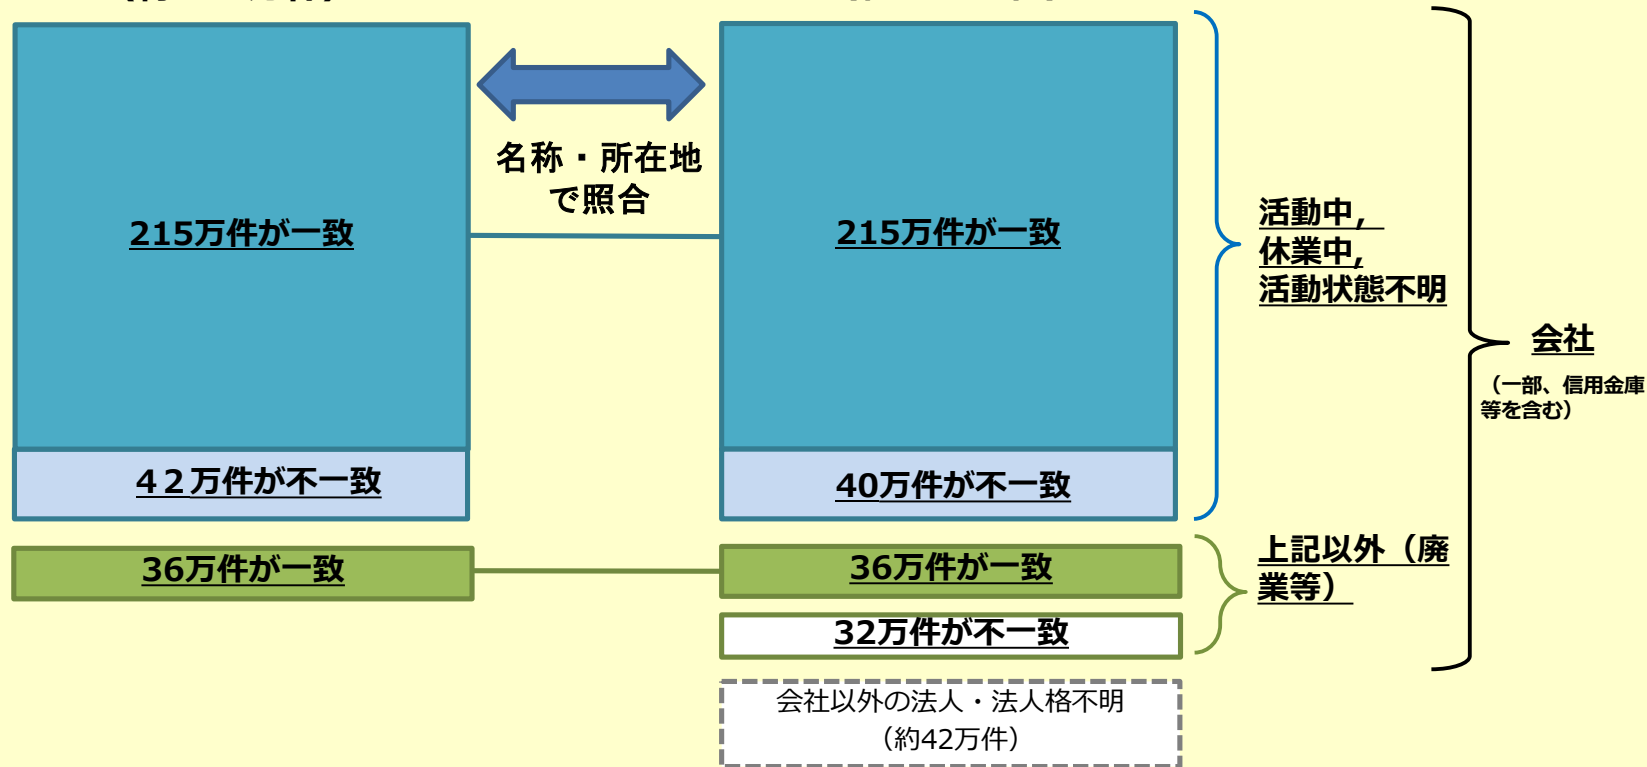 名称・所在地
で照合
215万件が一致
215万件が一致
４２万件が不一致
40万件が不一致
36万件が一致
36万件が一致
32万件が不一致
会社以外の法人・法人格不明
（約42万件）
活動中,
休業中,
活動状態不明
上記以外（廃
業等）
会社
（一部、信用金庫
等を含む）